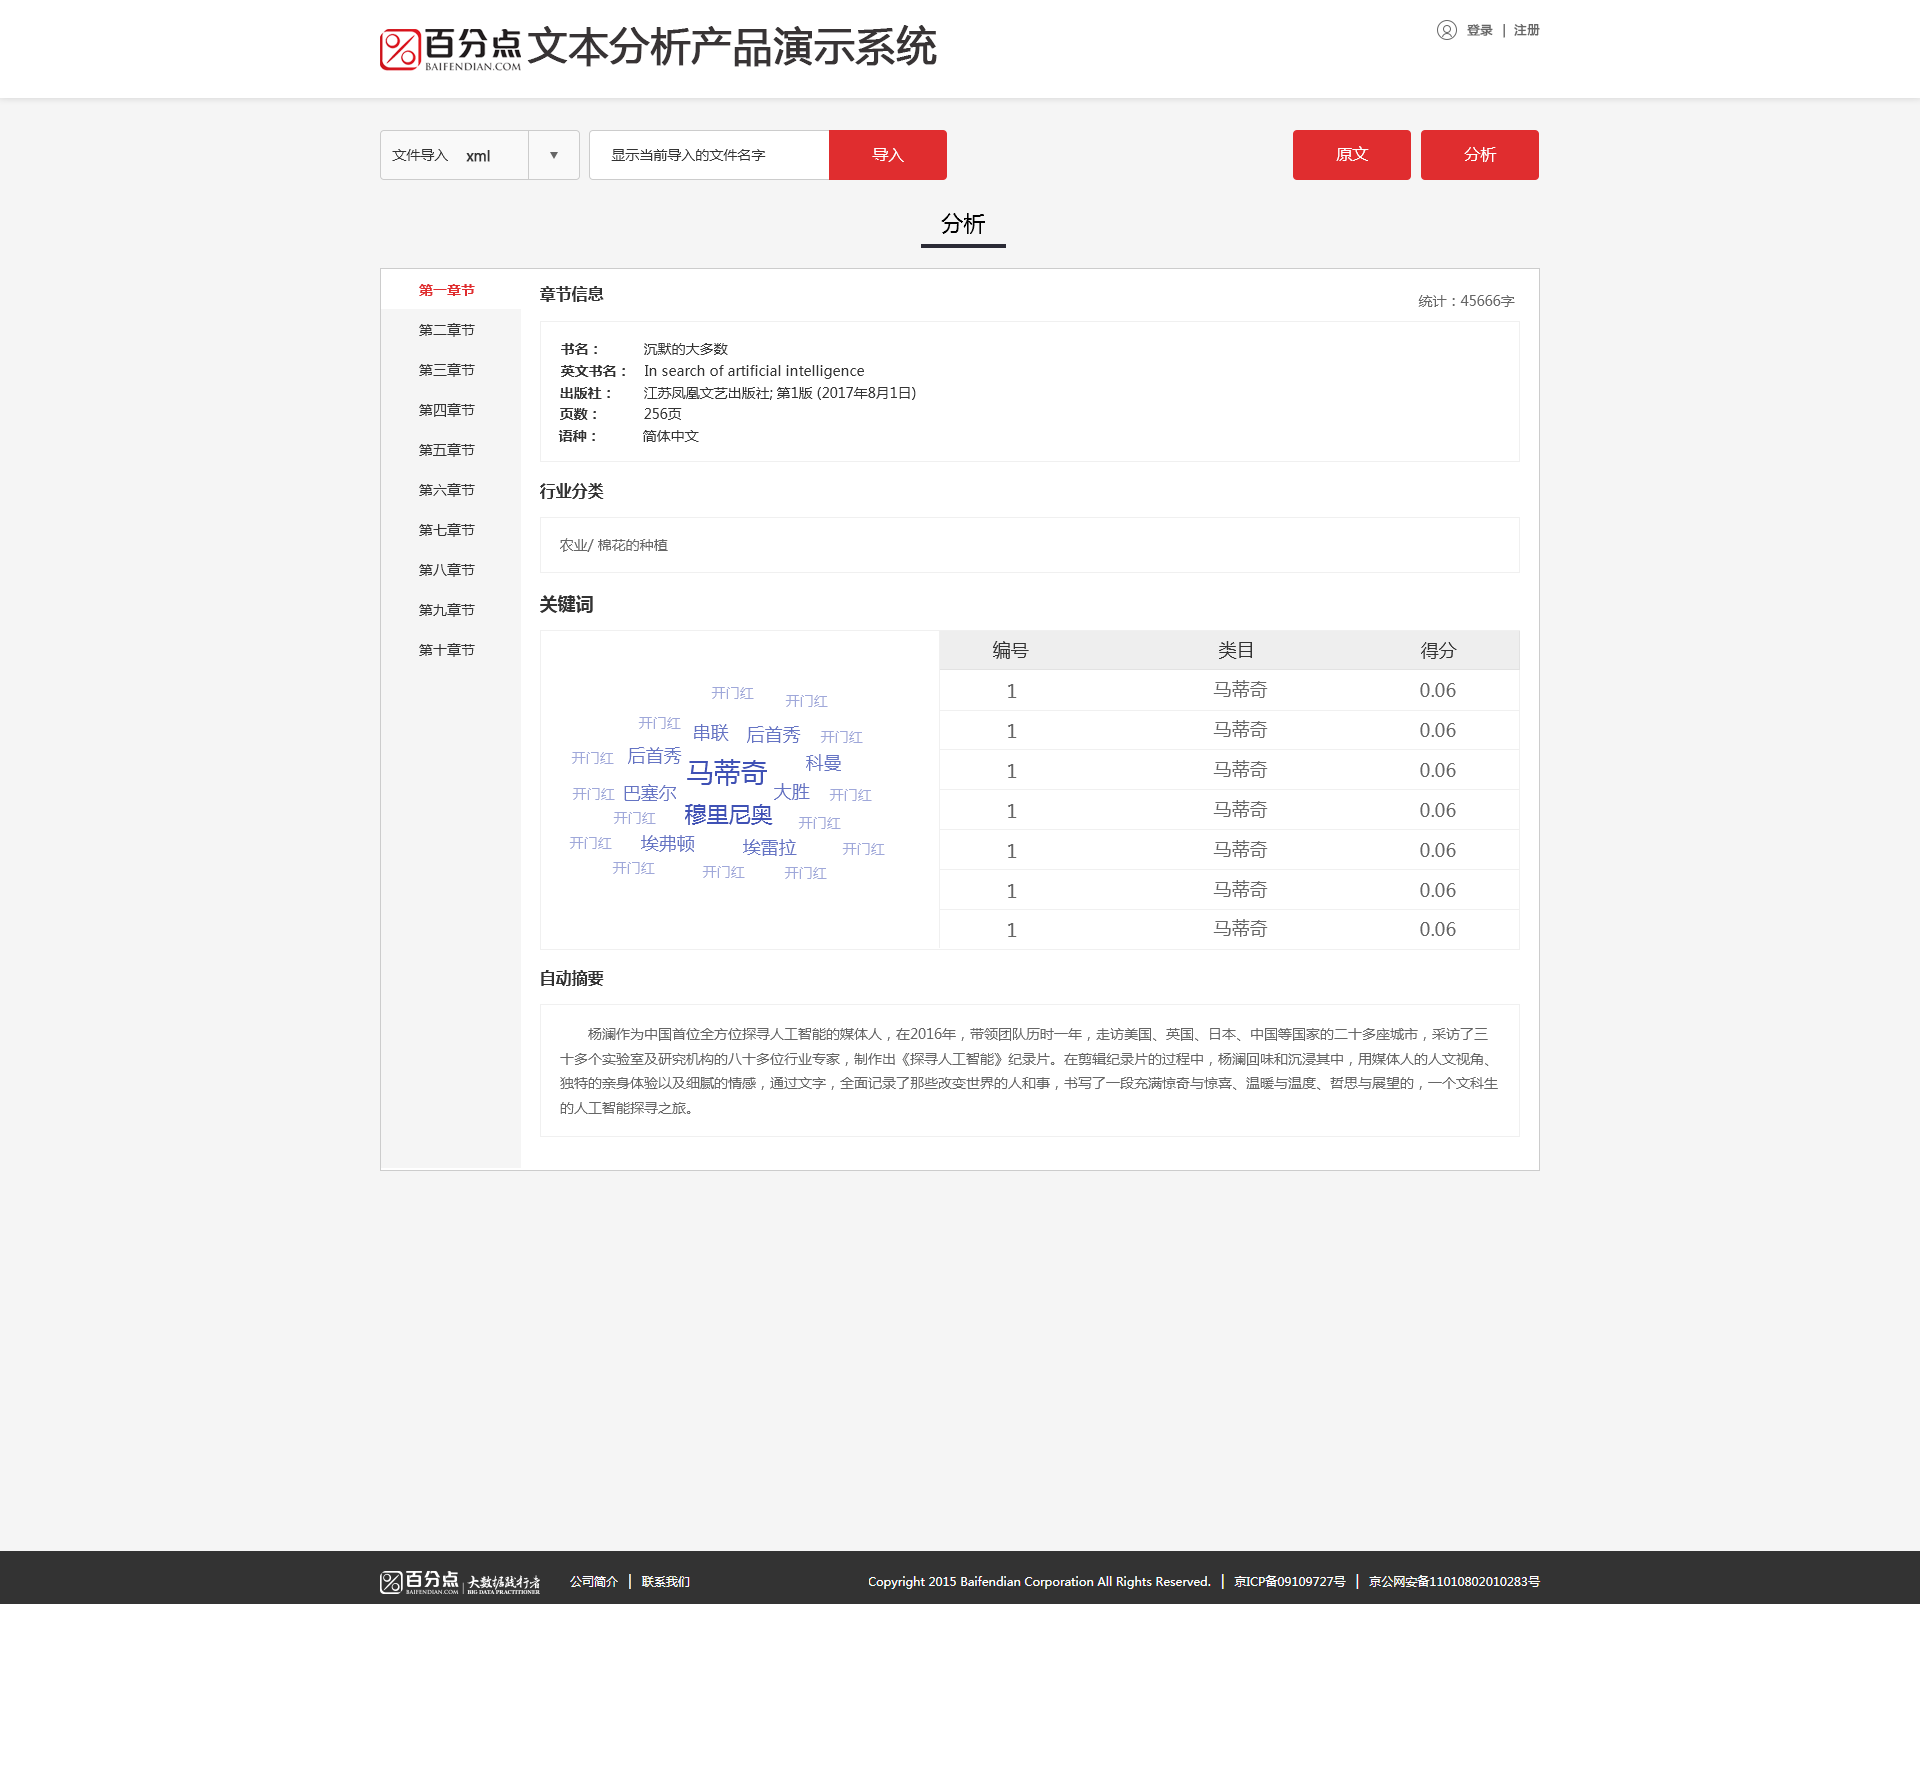 百分点 文本分析产品演示系统
BAIFENDIAN.COM
登录 | 注册
文件导入 xml ▼
显示当前导入的文件名字 导入
原文 分析
分析
第一章节
第二章节
第三章节
第四章节
第五章节
第六章节
第七章节
第八章节
第九章节
第十章节
章节信息
统计：45666字
书名： 沉默的大多数
英文书名： In search of artificial intelligence
出版社： 江苏凤凰文艺出版社; 第1版 (2017年8月1日)
页数： 256页
语种： 简体中文
行业分类
农业/ 棉花的种植
关键词
开门红 开门红
开门红 串联 后首秀 开门红
开门红 后首秀 马蒂奇 科曼
开门红 巴塞尔 大胜 开门红
开门红 穆里尼奥 开门红
开门红 埃弗顿 埃雷拉 开门红
开门红 开门红 开门红
编号 类目 得分
1 马蒂奇 0.06
1 马蒂奇 0.06
1 马蒂奇 0.06
1 马蒂奇 0.06
1 马蒂奇 0.06
1 马蒂奇 0.06
1 马蒂奇 0.06
自动摘要
杨澜作为中国首位全方位探寻人工智能的媒体人，在2016年，带领团队历时一年，走访美国、英国、日本、中国等国家的二十多座城市，采访了三
十多个实验室及研究机构的八十多位行业专家，制作出《探寻人工智能》纪录片。在剪辑纪录片的过程中，杨澜回味和沉浸其中，用媒体人的人文视角、
独特的亲身体验以及细腻的情感，通过文字，全面记录了那些改变世界的人和事，书写了一段充满惊奇与惊喜、温暖与温度、哲思与展望的，一个文科生
的人工智能探寻之旅。
百分点 | 大数据践行者
BAIFENDIAN.COM BIG DATA PRACTITIONER
公司简介 | 联系我们
Copyright 2015 Baifendian Corporation All Rights Reserved. | 京ICP备09109727号 | 京公网安备11010802010283号